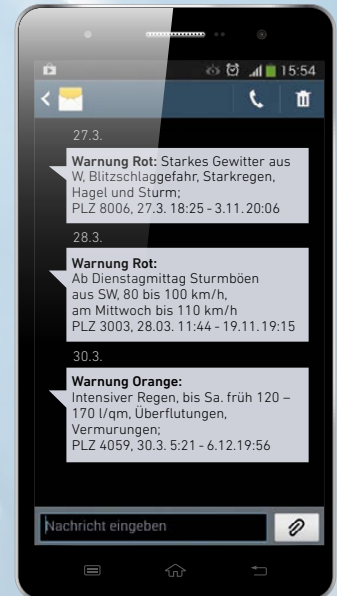 15:54
27.3.
Warnung Rot: Starkes Gewitter aus
W, Blitzschlaggefahr, Starkregen,
Hagel und Sturm;
PLZ 8006, 27.3. 18:25 - 3.11. 20:06
28.3.
Warnung Rot:
Ab Dienstagmittag Sturmböen
aus SW, 80 bis 100 km/h,
am Mittwoch bis 110 km/h
PLZ 3003, 28.03. 11:44 - 19.11.19:15
30.3.
Warnung Orange:
Intensiver Regen, bis Sa. früh 120 –
170 l/qm, Überflutungen,
Vermurungen;
PLZ 4059, 30.3. 5:21 - 6.12.19:56
Nachricht eingeben